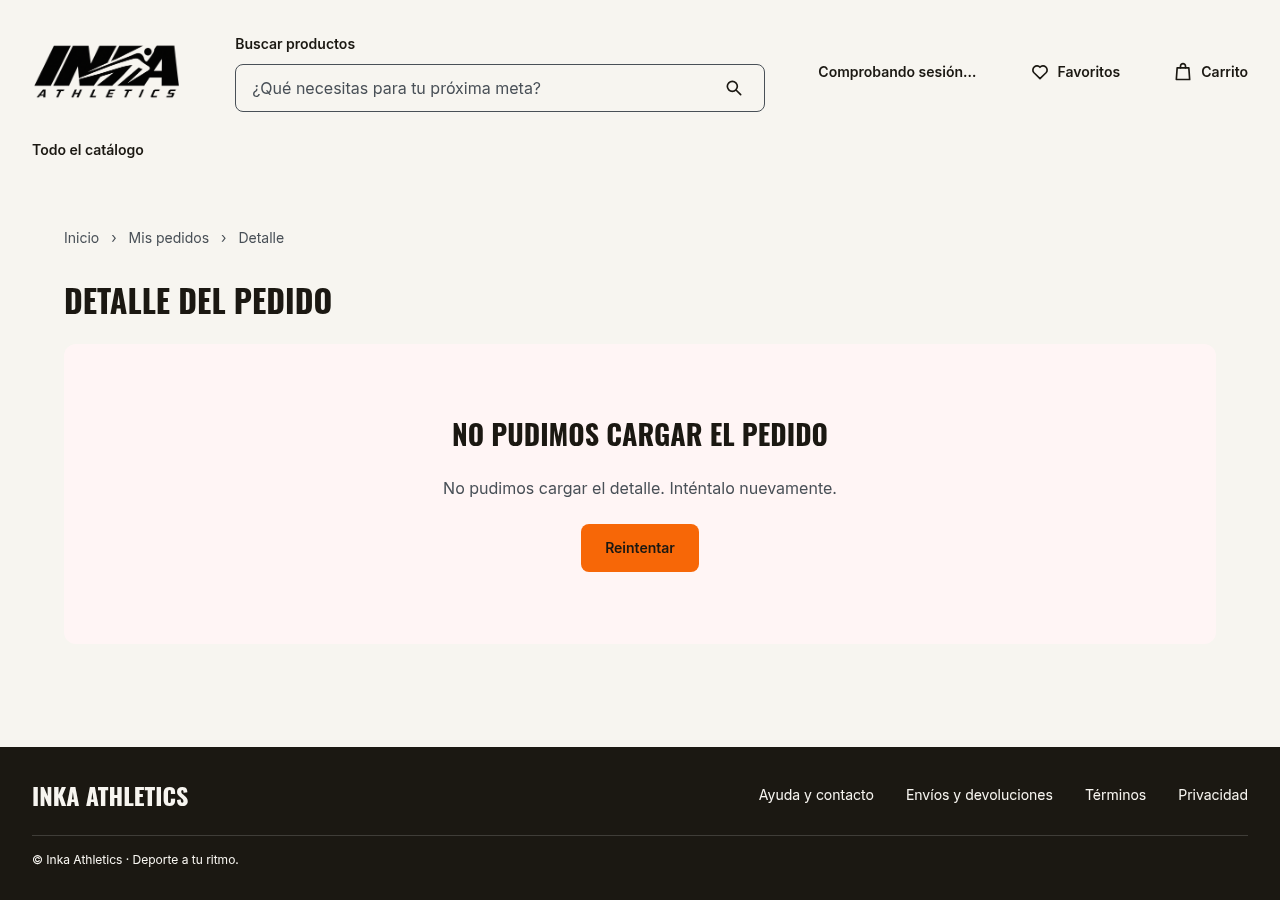 INKA
ATHLETICS
Buscar productos
¿Qué necesitas para tu próxima meta?
Comprobando sesión…
Favoritos
Carrito
Todo el catálogo
Inicio › Mis pedidos › Detalle
DETALLE DEL PEDIDO
NO PUDIMOS CARGAR EL PEDIDO
No pudimos cargar el detalle. Inténtalo nuevamente.
Reintentar
INKA ATHLETICS
Ayuda y contacto
Envíos y devoluciones
Términos
Privacidad
© Inka Athletics · Deporte a tu ritmo.